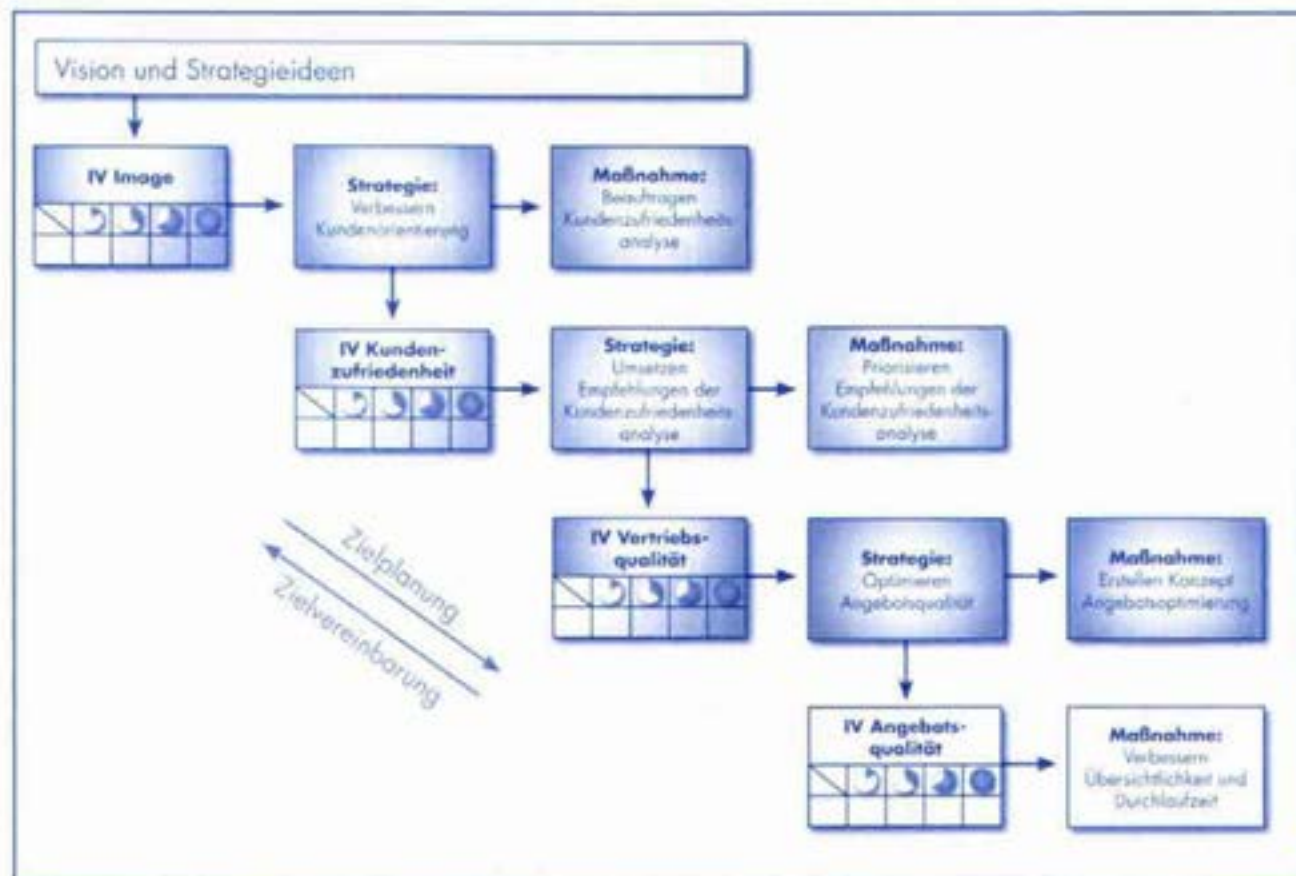 Vision und Strategieideen
IV Image
Strategie:
Verbessern
Kundenorientierung
Maßnahme:
Beauftragen
Kundenzufriedenheits
analyse
IV Kunden-
zufriedenheit
Strategie:
Umsetzen
Empfehlungen der
Kundenzufriedenheits
analyse
Maßnahme:
Priorisieren
Empfehlungen der
Kundenzufriedenheits-
analyse
Zielplanung
Zielvereinbarung
IV Vertriebs-
qualität
Strategie:
Optimieren
Angebotsqualität
Maßnahme:
Erstellen Konzept
Angebotsoptimierung
IV Angebots-
qualität
Maßnahme:
Verbessern
Übersichtlichkeit und
Durchlaufzeit